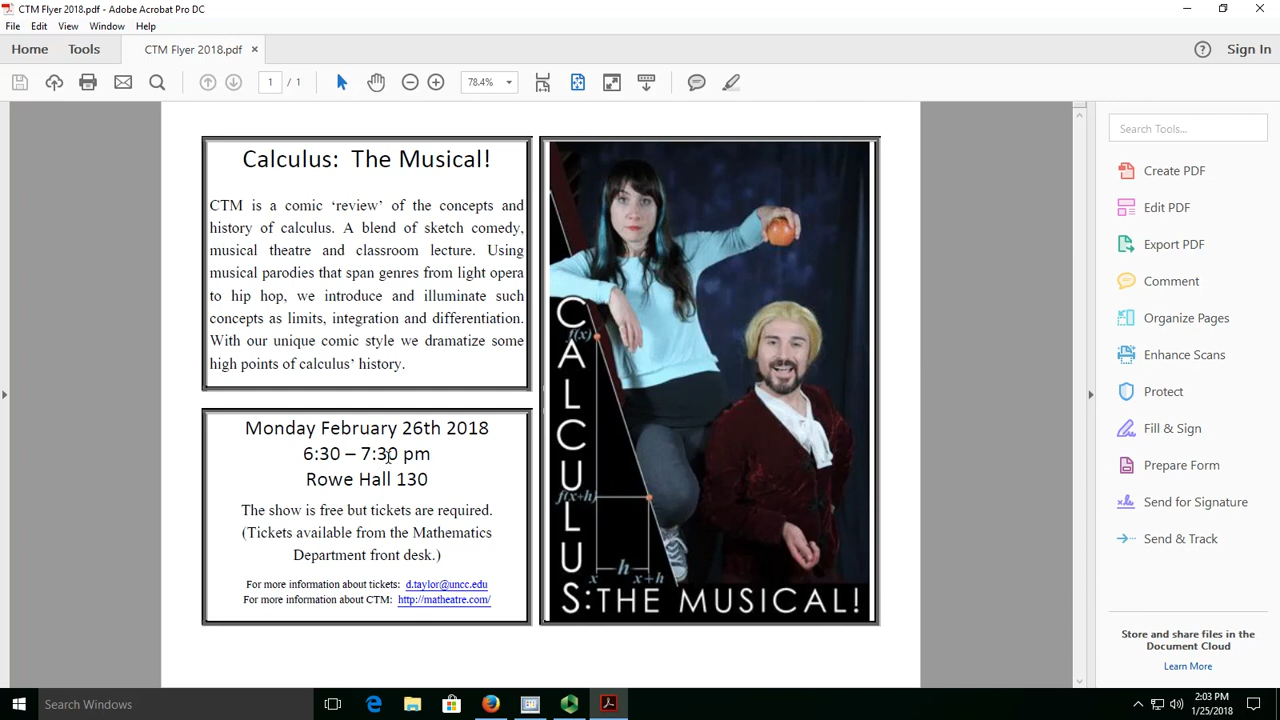 CTM Flyer 2018.pdf - Adobe Acrobat Pro DC
File Edit View Window Help
Home Tools CTM Flyer 2018.pdf × Sign In
1 / 1 78.4%
Calculus: The Musical!
CTM is a comic ‘review’ of the concepts and
history of calculus. A blend of sketch comedy,
musical theatre and classroom lecture. Using
musical parodies that span genres from light opera
to hip hop, we introduce and illuminate such
concepts as limits, integration and differentiation.
With our unique comic style we dramatize some
high points of calculus’ history.
Monday February 26th 2018
6:30 – 7:30 pm
Rowe Hall 130
The show is free but tickets are required.
(Tickets available from the Mathematics
Department front desk.)
For more information about tickets: d.taylor@uncc.edu
For more information about CTM: http://matheatre.com/
f(x)
f(x+h)
h
x x+h
CALCULUS:THE MUSICAL!
Search Tools...
Create PDF
Edit PDF
Export PDF
Comment
Organize Pages
Enhance Scans
Protect
Fill & Sign
Prepare Form
Send for Signature
Send & Track
Store and share files in the
Document Cloud
Learn More
Search Windows
2:03 PM
1/25/2018